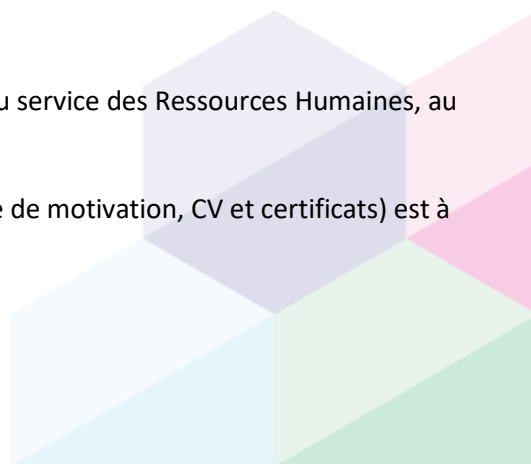 u service des Ressources Humaines, au
e de motivation, CV et certificats) est à